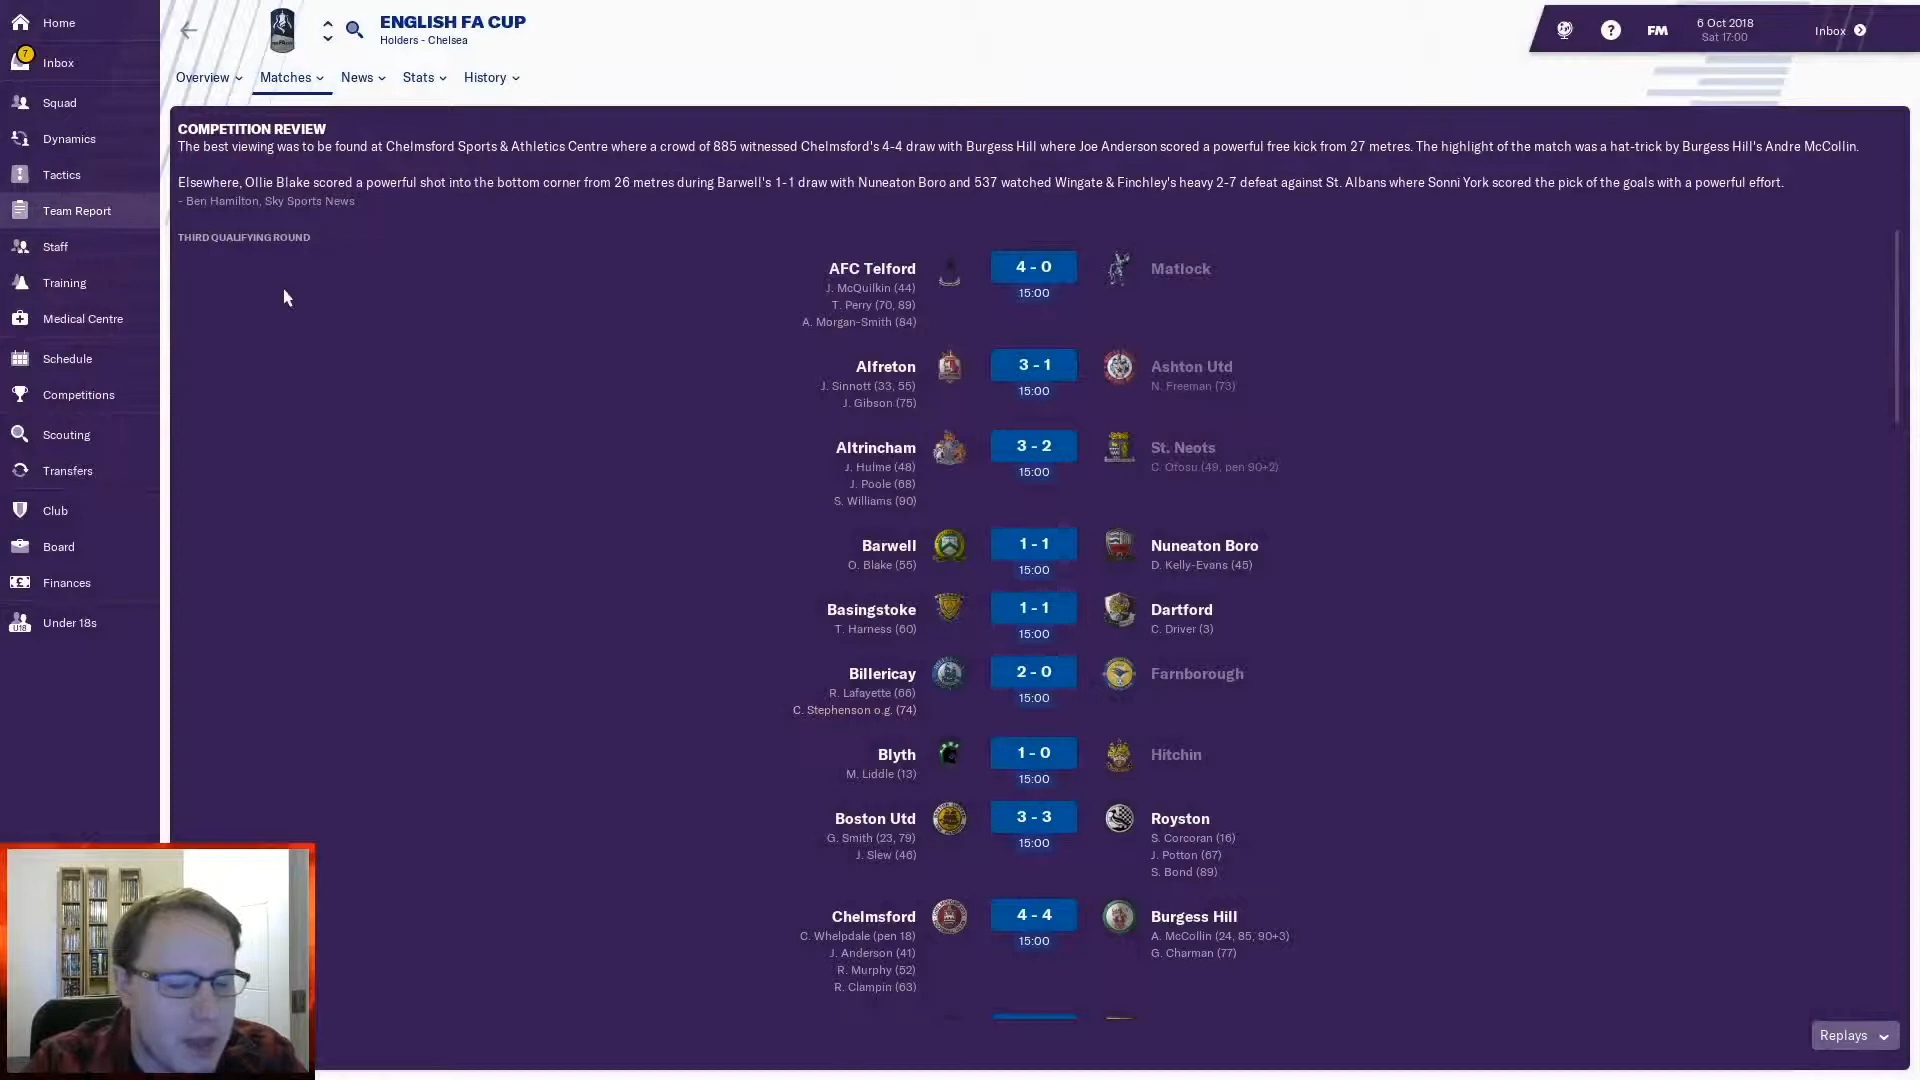 Home
7
Inbox
Squad
Dynamics
Tactics
Team Report
Staff
Training
Medical Centre
Schedule
Competitions
Scouting
Transfers
Club
Board
Finances
U18
Under 18s
ENGLISH FA CUP
Holders - Chelsea
?
FM
6 Oct 2018
Sat 17:00
Inbox
Overview
Matches
News
Stats
History
COMPETITION REVIEW
The best viewing was to be found at Chelmsford Sports & Athletics Centre where a crowd of 885 witnessed Chelmsford's 4-4 draw with Burgess Hill where Joe Anderson scored a powerful free kick from 27 metres. The highlight of the match was a hat-trick by Burgess Hill's Andre McCollin.
Elsewhere, Ollie Blake scored a powerful shot into the bottom corner from 26 metres during Barwell's 1-1 draw with Nuneaton Boro and 537 watched Wingate & Finchley's heavy 2-7 defeat against St. Albans where Sonni York scored the pick of the goals with a powerful effort.
- Ben Hamilton, Sky Sports News
THIRD QUALIFYING ROUND
AFC Telford 4 - 0 Matlock
J. McQuilkin (44) 15:00
T. Perry (70, 89)
A. Morgan-Smith (84)
Alfreton 3 - 1 Ashton Utd
J. Sinnott (33, 55) 15:00 N. Freeman (73)
J. Gibson (75)
Altrincham 3 - 2 St. Neots
J. Hulme (48) 15:00 C. Ofosu (49, pen 90+2)
J. Poole (68)
S. Williams (90)
Barwell 1 - 1 Nuneaton Boro
O. Blake (55) 15:00 D. Kelly-Evans (45)
Basingstoke 1 - 1 Dartford
T. Harness (60) 15:00 C. Driver (3)
Billericay 2 - 0 Farnborough
R. Lafayette (66) 15:00
C. Stephenson o.g. (74)
Blyth 1 - 0 Hitchin
M. Liddle (13) 15:00
Boston Utd 3 - 3 Royston
G. Smith (23, 79) 15:00 S. Corcoran (16)
J. Slew (46) J. Potton (67)
S. Bond (89)
Chelmsford 4 - 4 Burgess Hill
C. Whelpdale (pen 18) 15:00 A. McCollin (24, 85, 90+3)
J. Anderson (41) G. Charman (77)
R. Murphy (52)
R. Clampin (63)
Replays